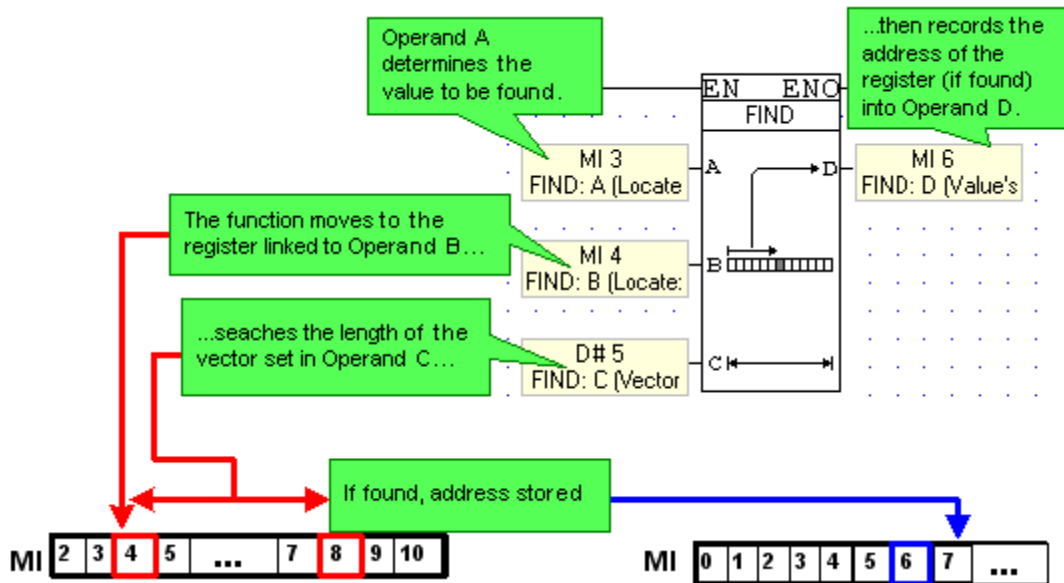 Operand A
determines the
value to be found.
...then records the
address of the
register (if found)
into Operand D.
EN ENO
FIND
MI 3
FIND: A (Locate
A
D
MI 6
FIND: D (Value's
The function moves to the
register linked to Operand B...
MI 4
FIND: B (Locate:
B
...seaches the length of the
vector set in Operand C...
D# 5
FIND: C (Vector
C
If found, address stored
MI 2 3 4 5 ... 7 8 9 10
MI 0 1 2 3 4 5 6 7 ...